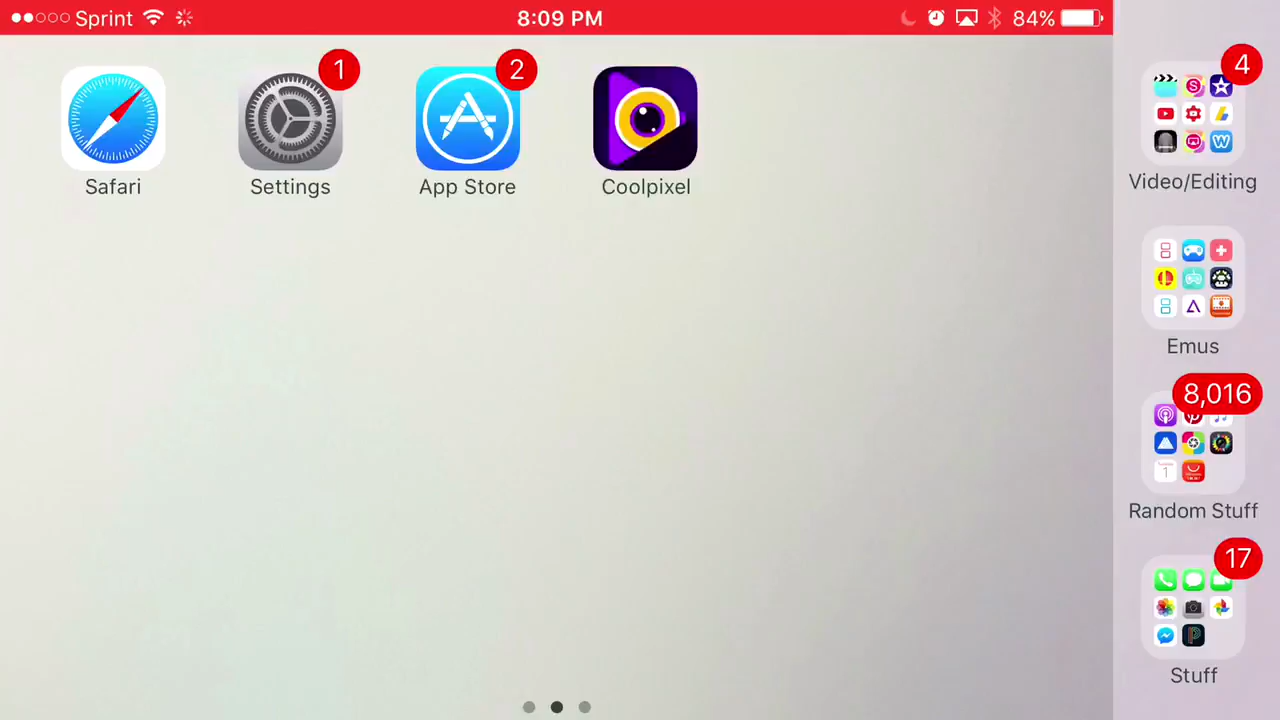 Sprint 8:09 PM 84%
1
2
Safari
Settings
App Store
Coolpixel
4
Video/Editing
Emus
8,016
1
Random Stuff
17
Stuff